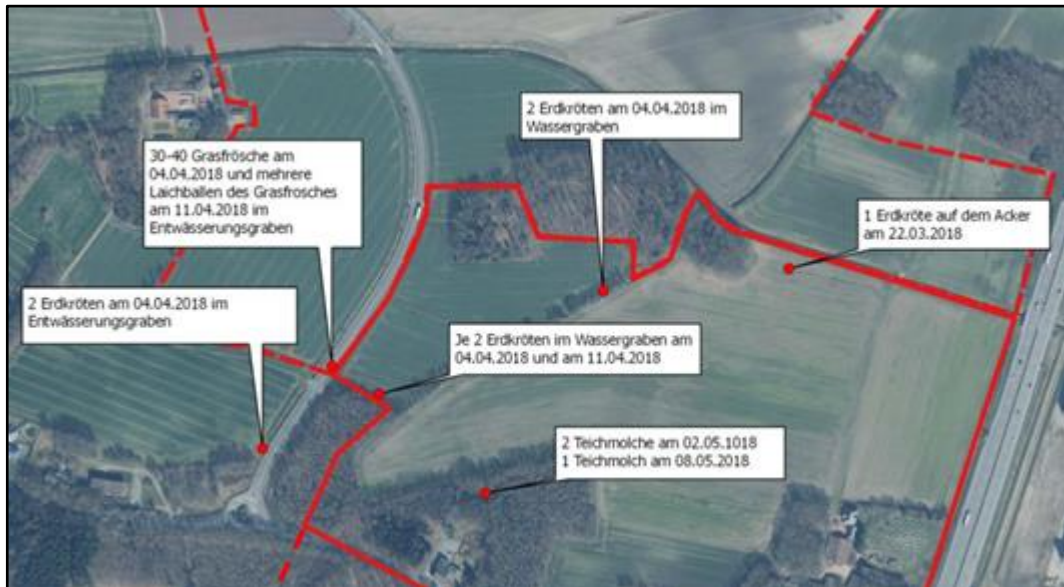 2 Erdkröten am 04.04.2018 im
Wassergraben
30-40 Grasfrösche am
04.04.2018 und mehrere
Laichballen des Grasfrosches
am 11.04.2018 im
Entwässerungsgraben
1 Erdkröte auf dem Acker
am 22.03.2018
2 Erdkröten am 04.04.2018 im
Entwässerungsgraben
Je 2 Erdkröten im Wassergraben am
04.04.2018 und am 11.04.2018
2 Teichmolche am 02.05.1018
1 Teichmolch am 08.05.2018